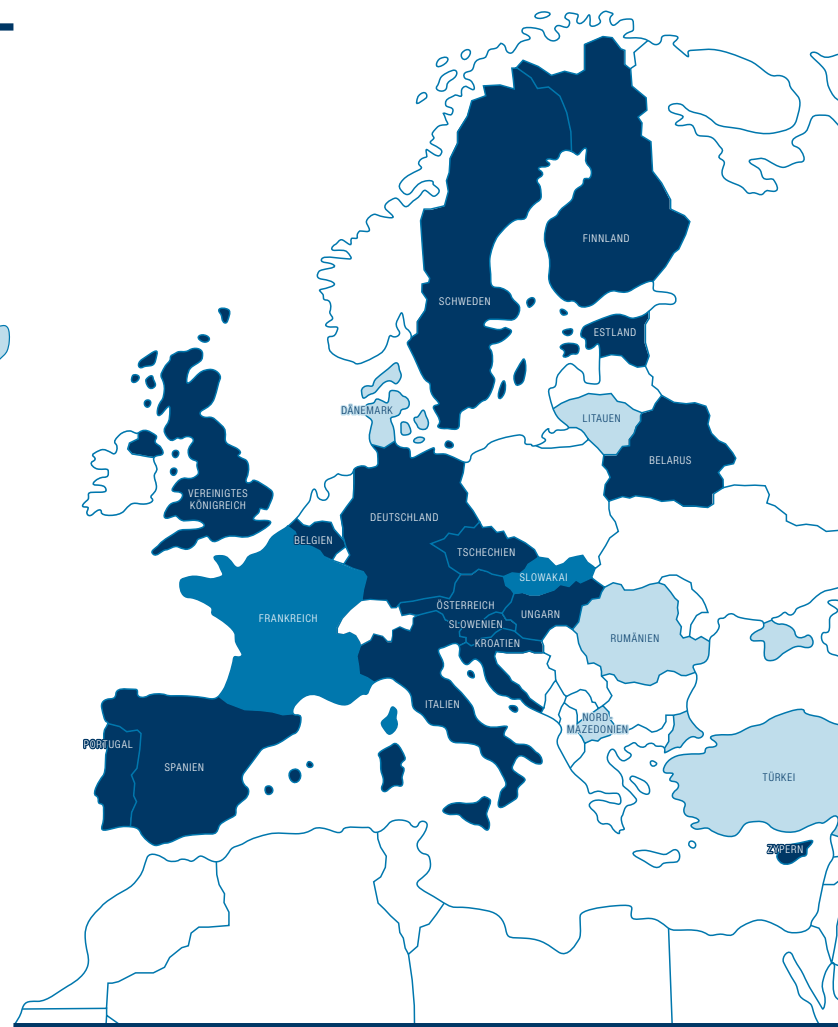 FINNLAND
SCHWEDEN
ESTLAND
DÄNEMARK
LITAUEN
BELARUS
VEREINIGTES
KÖNIGREICH
DEUTSCHLAND
BELGIEN
TSCHECHIEN
SLOWAKAI
ÖSTERREICH
UNGARN
FRANKREICH
SLOWENIEN
RUMÄNIEN
KROATIEN
ITALIEN
NORD-
MAZEDONIEN
PORTUGAL
SPANIEN
TÜRKEI
ZYPERN